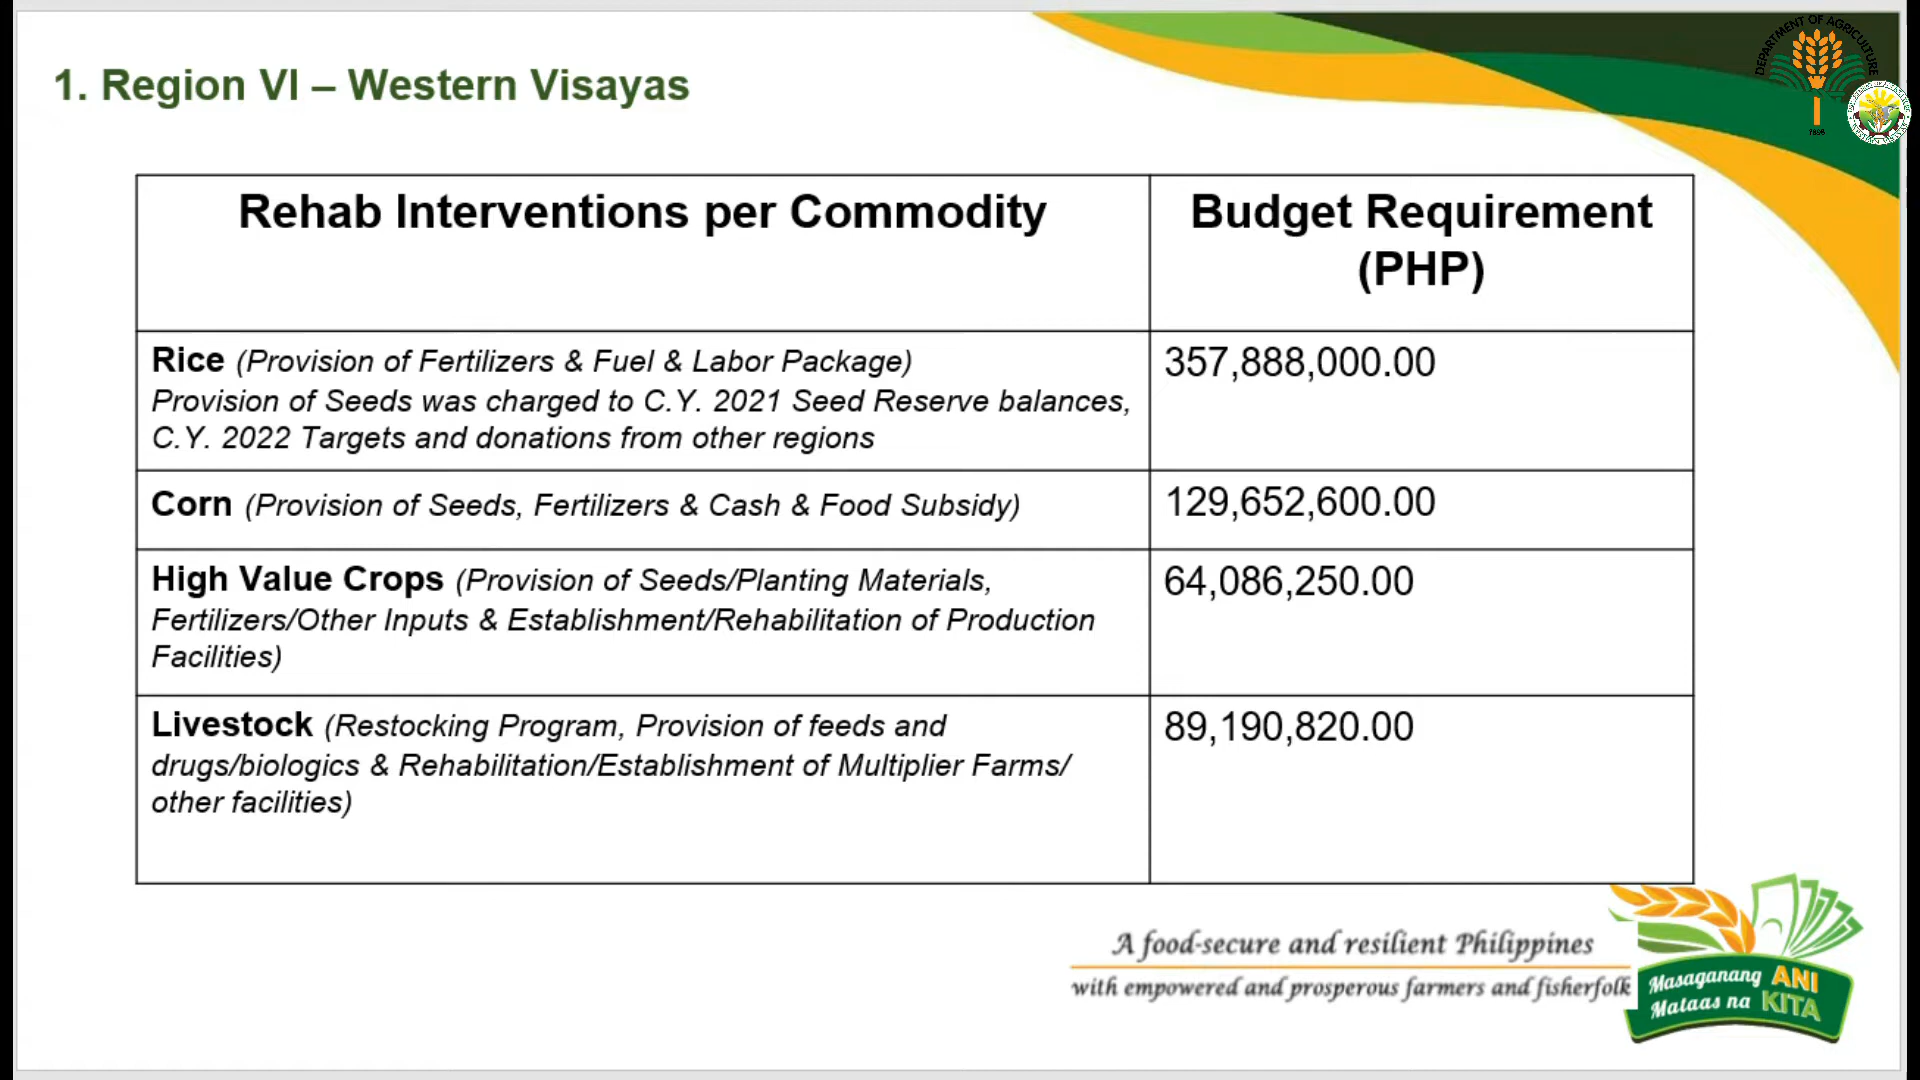 1. Region VI – Western Visayas
DEPARTMENT OF AGRICULTURE
1898
Rehab Interventions per Commodity
Budget Requirement
(PHP)
Rice (Provision of Fertilizers & Fuel & Labor Package)
Provision of Seeds was charged to C.Y. 2021 Seed Reserve balances,
C.Y. 2022 Targets and donations from other regions
357,888,000.00
Corn (Provision of Seeds, Fertilizers & Cash & Food Subsidy)
129,652,600.00
High Value Crops (Provision of Seeds/Planting Materials,
Fertilizers/Other Inputs & Establishment/Rehabilitation of Production
Facilities)
64,086,250.00
Livestock (Restocking Program, Provision of feeds and
drugs/biologics & Rehabilitation/Establishment of Multiplier Farms/
other facilities)
89,190,820.00
A food-secure and resilient Philippines
with empowered and prosperous farmers and fisherfolk
Masaganang ANI
Mataas na KITA